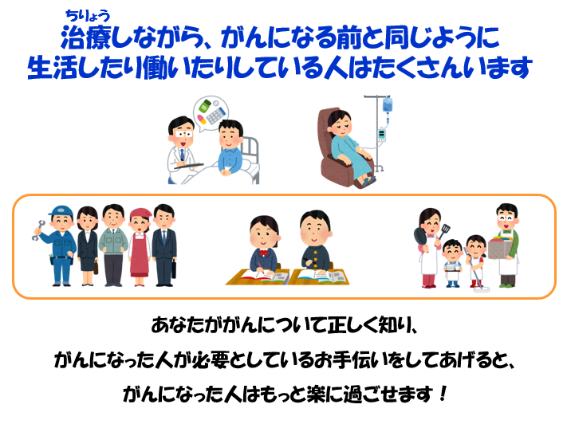 ちりょう
治療しながら、がんになる前と同じように
生活したり働いたりしている人はたくさんいます
あなたががんについて正しく知り、
がんになった人が必要としているお手伝いをしてあげると、
がんになった人はもっと楽に過ごせます！